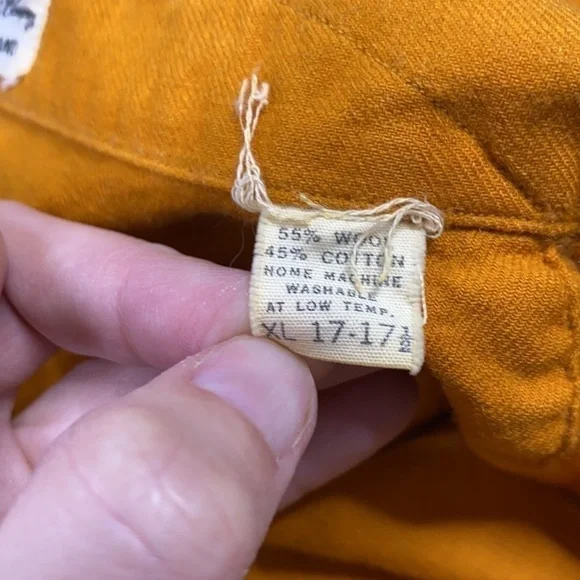 55% WOOL
45% COTTON
HOME MACHINE
WASHABLE
AT LOW TEMP.
XL 17-17½